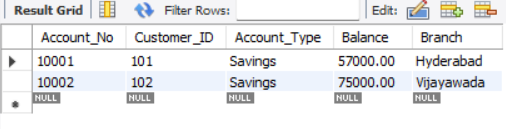 Result Grid Filter Rows: Edit:
Account_No Customer_ID Account_Type Balance Branch
10001 101 Savings 57000.00 Hyderabad
10002 102 Savings 75000.00 Vijayawada
NULL NULL NULL NULL NULL